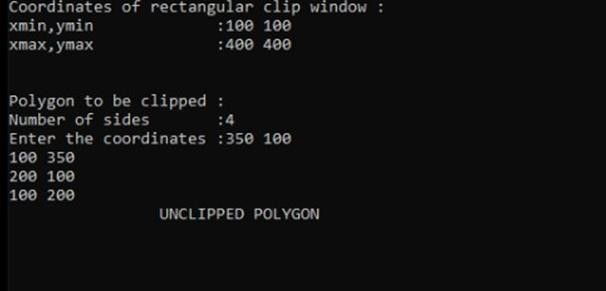 Coordinates of rectangular clip window :
xmin,ymin :100 100
xmax,ymax :400 400
Polygon to be clipped :
Number of sides :4
Enter the coordinates :350 100
100 350
200 100
100 200
UNCLIPPED POLYGON